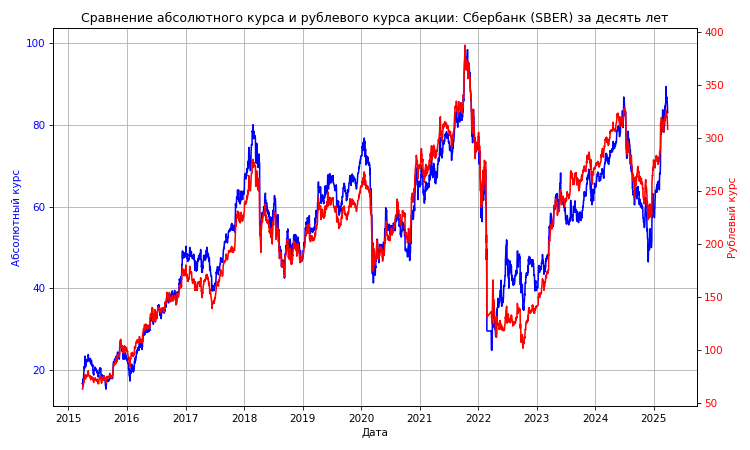 Сравнение абсолютного курса и рублевого курса акции: Сбербанк (SBER) за десять лет
Абсолютный курс
100
80
60
40
20
400
350
300
250
200
150
100
50
Рублевый курс
2015 2016 2017 2018 2019 2020 2021 2022 2023 2024 2025
Дата